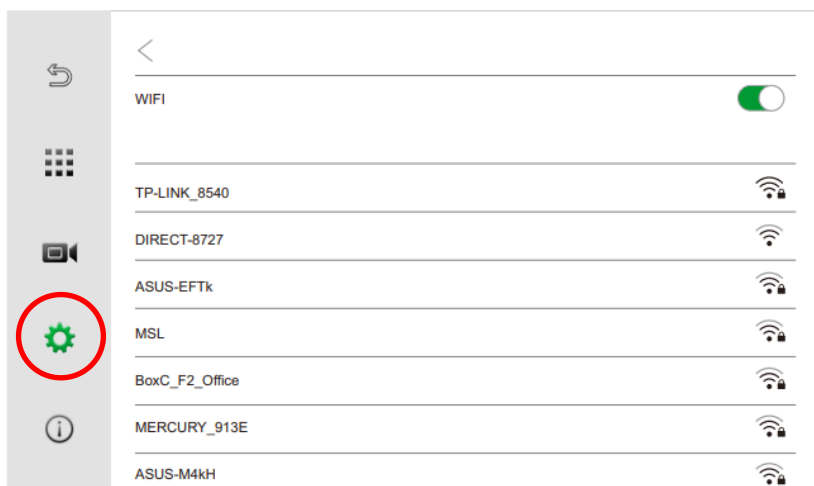 WIFI
TP-LINK_8540
DIRECT-8727
ASUS-EFTk
MSL
BoxC_F2_Office
MERCURY_913E
ASUS-M4kH